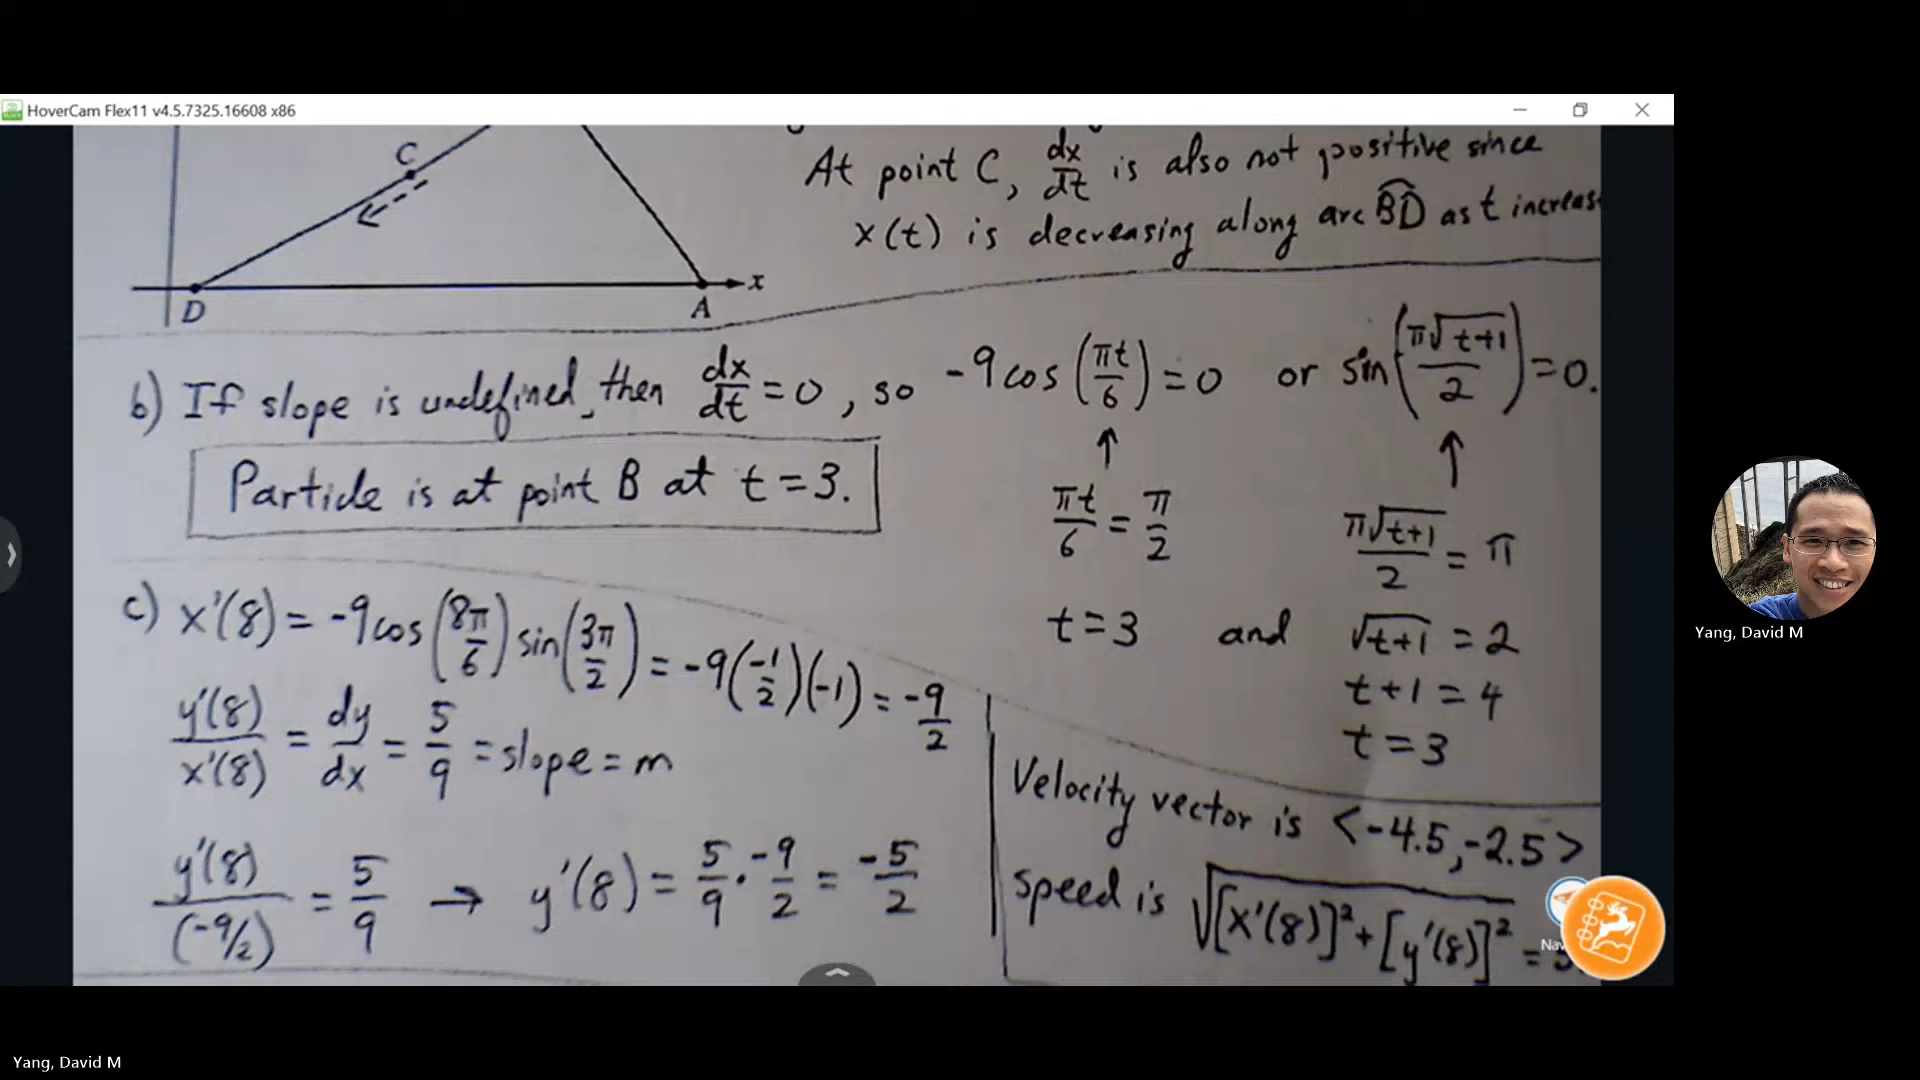 HoverCam Flex11 v4.5.7325.16608 x86
C
x
D
A
At point C, dx/dt is also not positive since
x(t) is decreasing along arc BD as t increas
b) If slope is undefined, then dx/dt = 0, so -9cos(πt/6) = 0 or sin(π√(t+1)/2) = 0.
Particle is at point B at t = 3.
πt/6 = π/2
π√(t+1)/2 = π
t = 3 and √(t+1) = 2
t + 1 = 4
t = 3
c) x'(8) = -9cos(8π/6) sin(3π/2) = -9(-1/2)(-1) = -9/2
y'(8)/x'(8) = dy/dx = 5/9 = slope = m
y'(8)/(-9/2) = 5/9 → y'(8) = 5/9 · -9/2 = -5/2
Velocity vector is <-4.5, -2.5>
Speed is √([x'(8)]² + [y'(8)]²) =
Nav
Yang, David M
Yang, David M